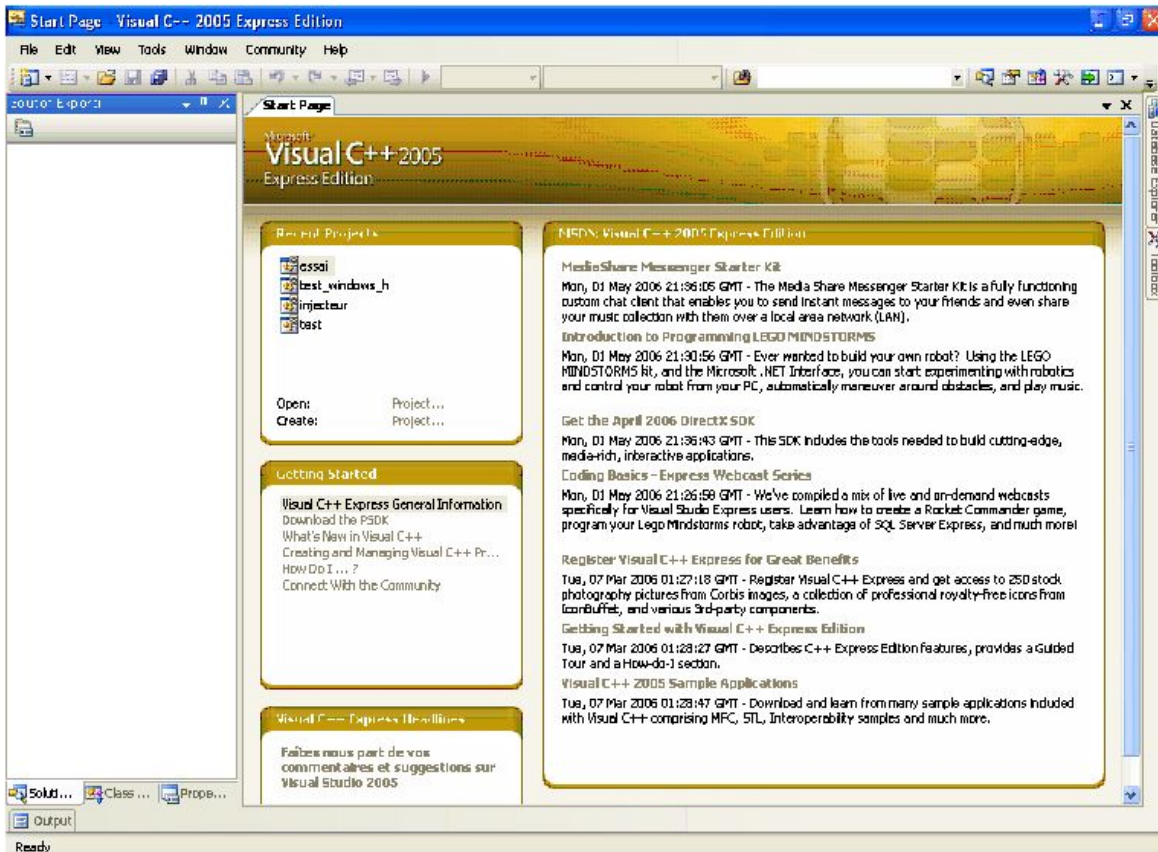 Start Page - Visual C++ 2005 Express Edition
File Edit View Tools Window Community Help
Start Page
Microsoft
Visual C++ 2005
Express Edition
Recent Projects
essai
test_windows_h
injecteur
test
Open: Project...
Create: Project...
Getting Started
Visual C++ Express General Information
Download the PSDK
What's New in Visual C++
Creating and Managing Visual C++ Pr...
How Do I ... ?
Connect With the Community
Visual C++ Express Headlines
Faites nous part de vos
commentaires et suggestions sur
Visual Studio 2005
MSDN: Visual C++ 2005 Express Edition
MediaShare Messenger Starter Kit
Mon, 01 May 2006 21:36:05 GMT - The Media Share Messenger Starter Kit is a fully functioning
custom chat client that enables you to send instant messages to your friends and even share
your music collection with them over a local area network (LAN).
Introduction to Programming LEGO MINDSTORMS
Mon, 01 May 2006 21:30:56 GMT - Ever wanted to build your own robot? Using the LEGO
MINDSTORMS kit, and the Microsoft .NET Interface, you can start experimenting with robotics
and control your robot from your PC, automatically maneuver around obstacles, and play music.
Get the April 2006 DirectX SDK
Mon, 01 May 2006 21:36:43 GMT - This SDK includes the tools needed to build cutting-edge,
media-rich, interactive applications.
Coding Basics - Express Webcast Series
Mon, 01 May 2006 21:26:58 GMT - We've compiled a mix of live and on-demand webcasts
specifically for Visual Studio Express users. Learn how to create a Rocket Commander game,
program your Lego Mindstorms robot, take advantage of SQL Server Express, and much more!
Register Visual C++ Express for Great Benefits
Tue, 07 Mar 2006 01:27:18 GMT - Register Visual C++ Express and get access to 250 stock
photography pictures from Corbis images, a collection of professional royalty-free icons from
IconBuffet, and various 3rd-party components.
Getting Started with Visual C++ Express Edition
Tue, 07 Mar 2006 01:28:27 GMT - Describes C++ Express Edition features, provides a Guided
Tour and a How-do-I section.
Visual C++ 2005 Sample Applications
Tue, 07 Mar 2006 01:28:47 GMT - Download and learn from many sample applications included
with Visual C++ comprising MFC, STL, Interoperability samples and much more.
Database Explorer
Toolbox
Soluti... Class ... Prope...
Output
Ready